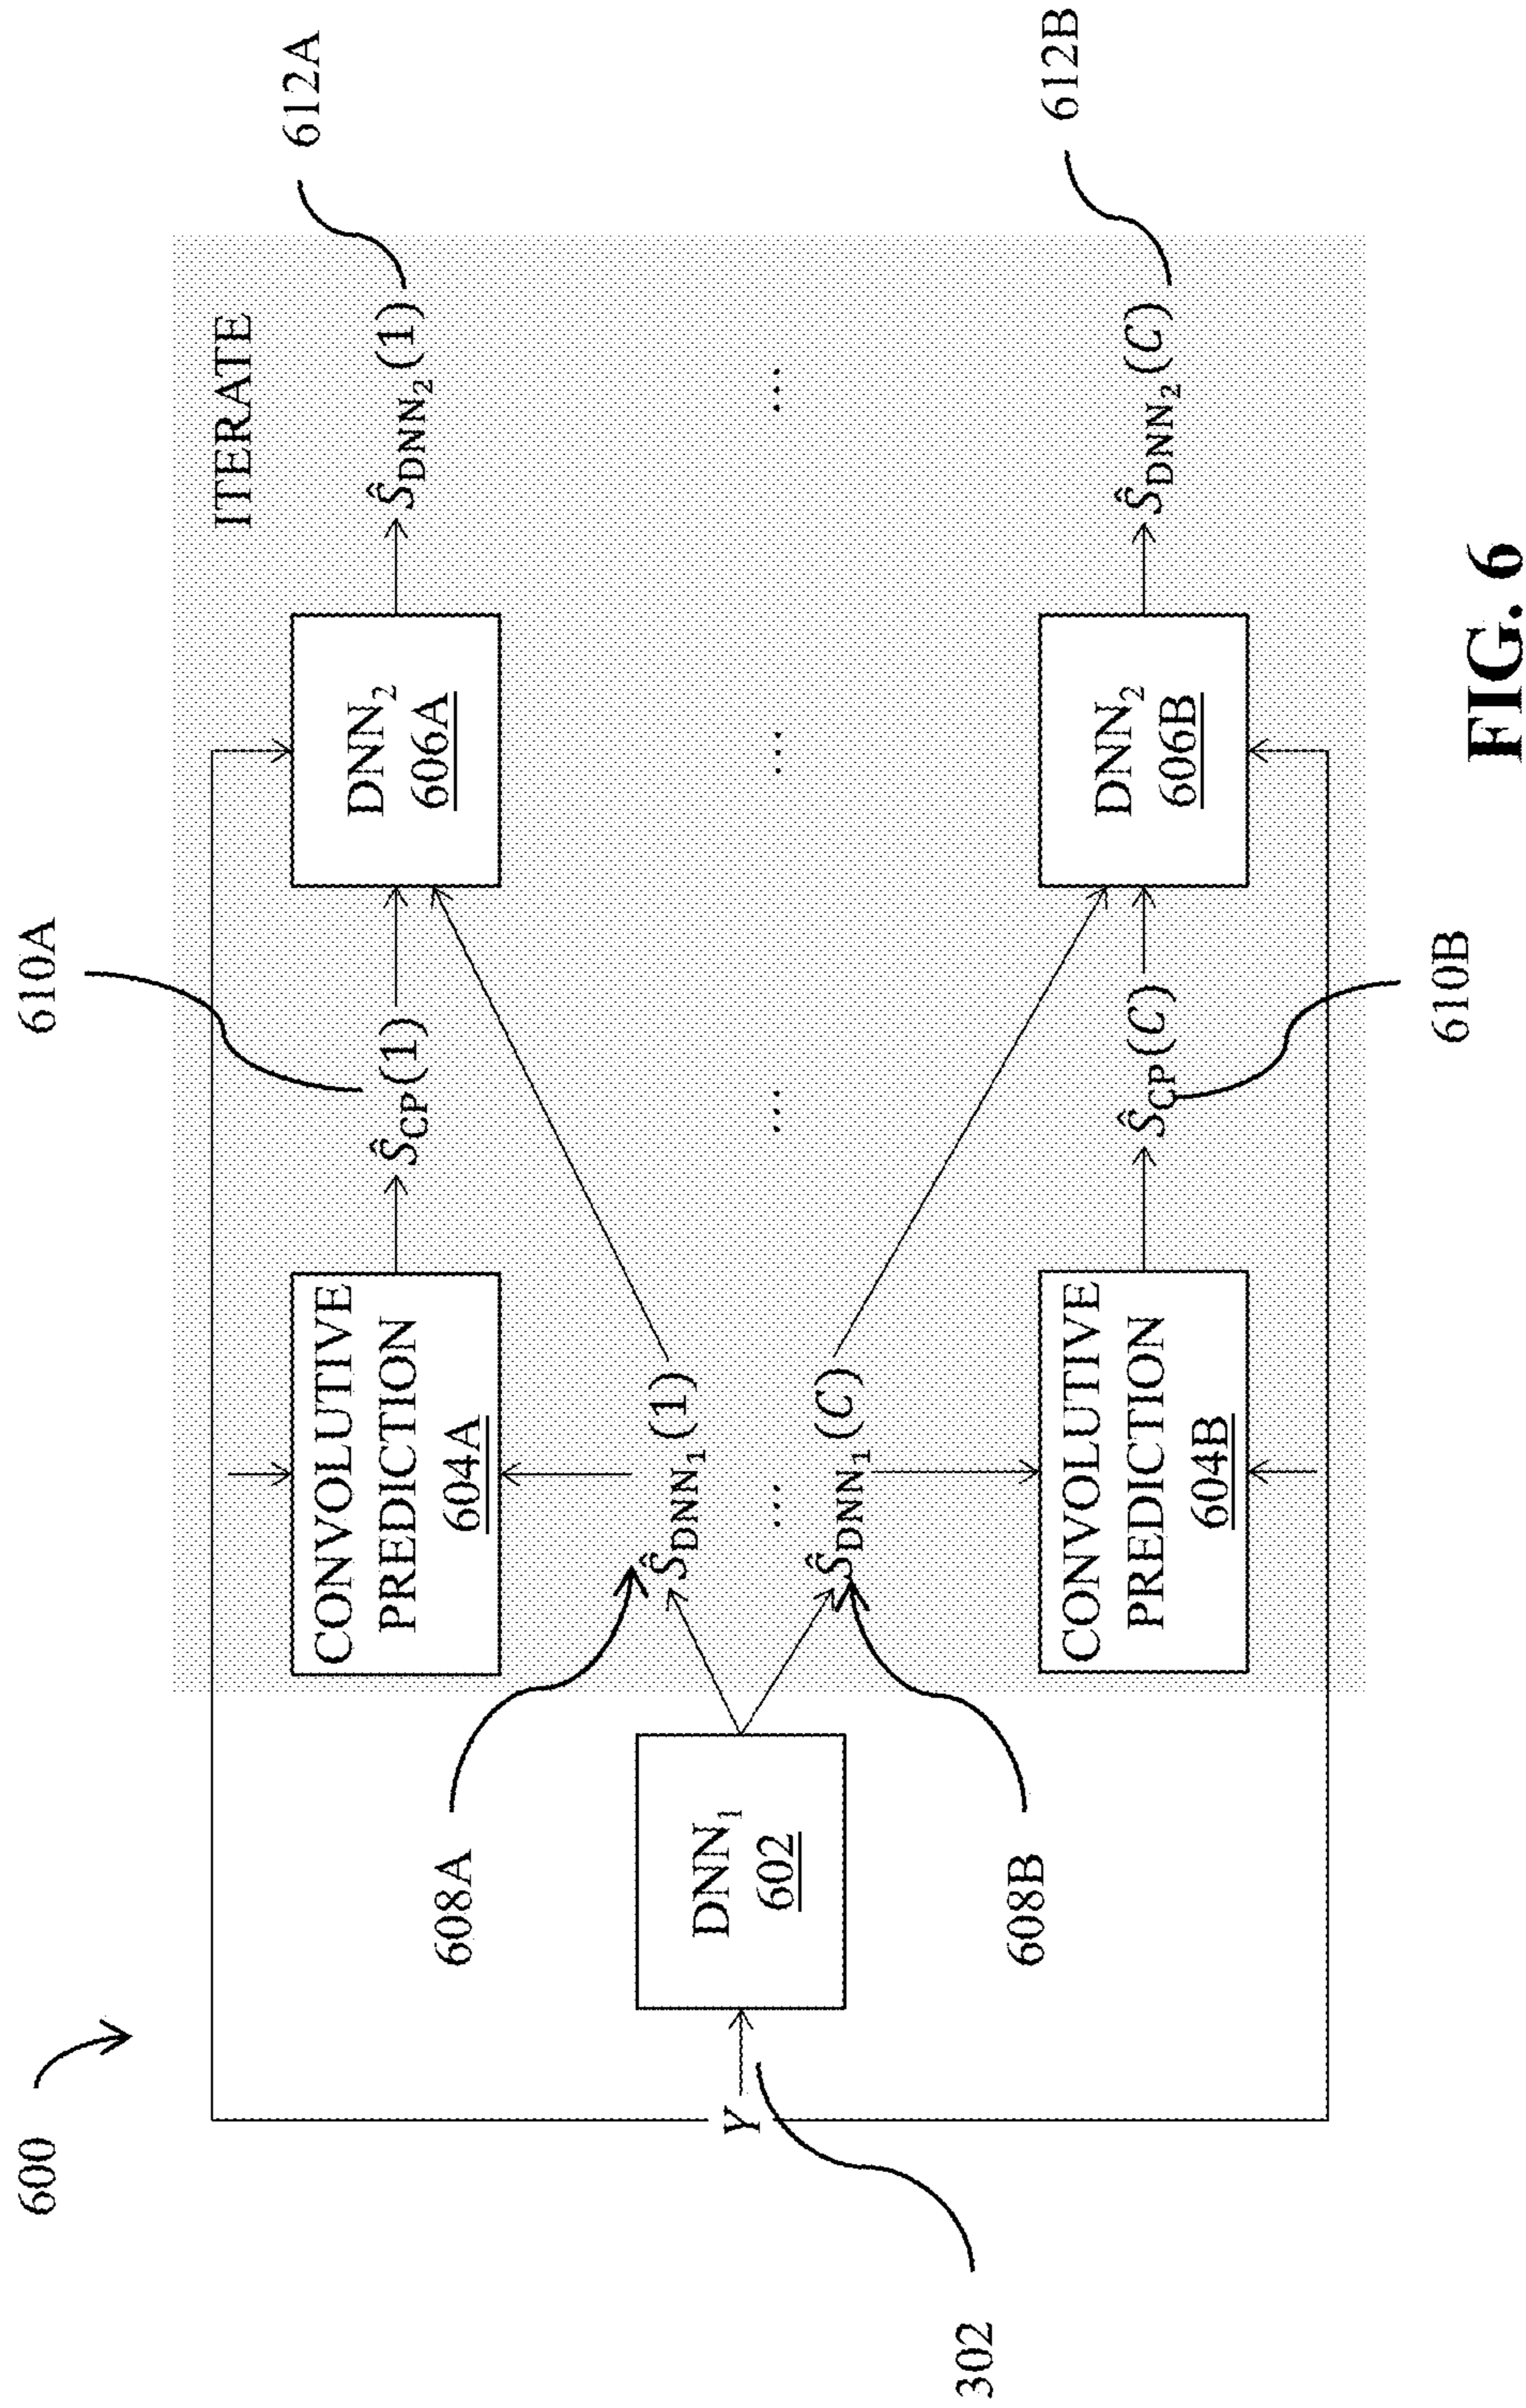 600
610A
612A
ITERATE
CONVOLUTIVE
PREDICTION
604A
Ŝ_CP(1)
DNN₂
606A
Ŝ_DNN₂(1)
608A
Ŝ_DNN₁(1)
Y
DNN₁
602
....
....
....
....
Ŝ_DNN₁(C)
608B
302
CONVOLUTIVE
PREDICTION
604B
Ŝ_CP(C)
DNN₂
606B
Ŝ_DNN₂(C)
612B
610B
FIG. 6